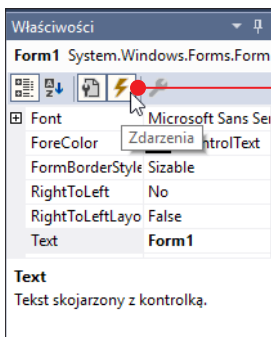 Właściwości
Form1 System.Windows.Forms.Form
Font Microsoft Sans Ser
ForeColor ntrolText
Zdarzenia
FormBorderStyle Sizable
RightToLeft No
RightToLeftLayo False
Text Form1
Text
Tekst skojarzony z kontrolką.